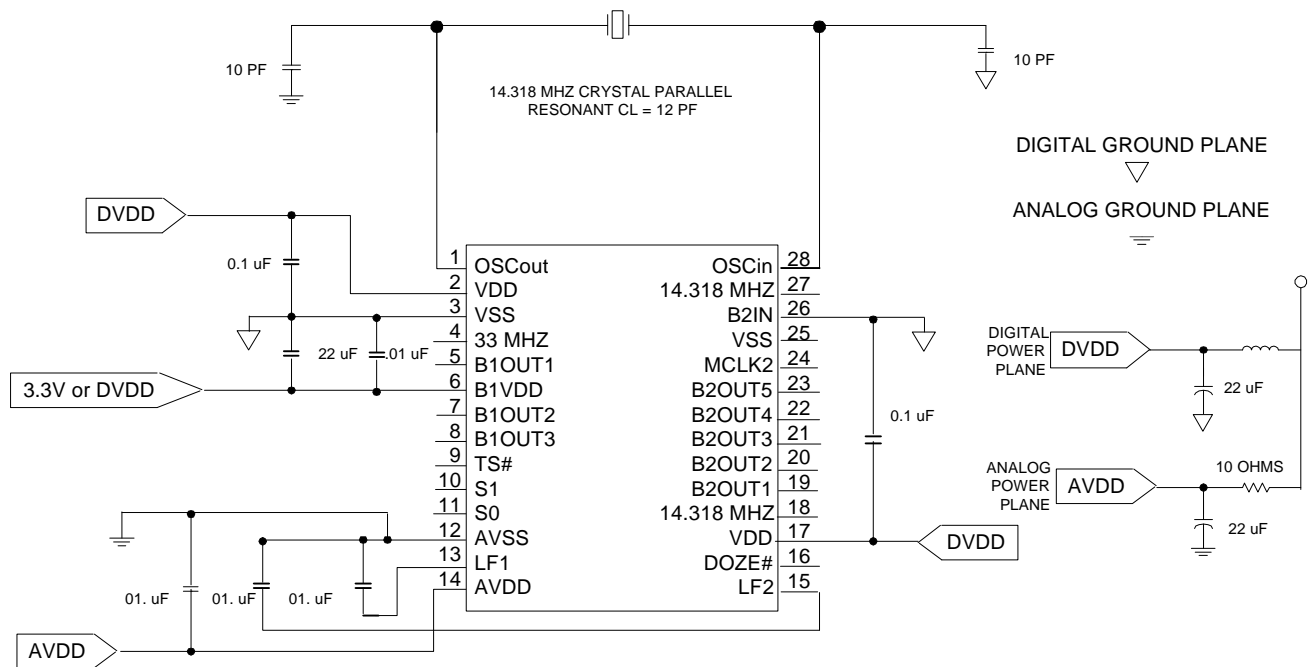 10 PF
10 PF
14.318 MHZ CRYSTAL PARALLEL
RESONANT CL = 12 PF
DIGITAL GROUND PLANE
ANALOG GROUND PLANE
DVDD
0.1 uF
22 uF
.01 uF
3.3V or DVDD
1 OSCout
2 VDD
3 VSS
4 33 MHZ
5 B1OUT1
6 B1VDD
7 B1OUT2
8 B1OUT3
9 TS#
10 S1
11 S0
12 AVSS
13 LF1
14 AVDD
OSCin 28
14.318 MHZ 27
B2IN 26
VSS 25
MCLK2 24
B2OUT5 23
B2OUT4 22
B2OUT3 21
B2OUT2 20
B2OUT1 19
14.318 MHZ 18
VDD 17
DOZE# 16
LF2 15
0.1 uF
DVDD
01. uF
01. uF
01. uF
AVDD
DIGITAL
POWER
PLANE
DVDD
22 uF
ANALOG
POWER
PLANE
AVDD
10 OHMS
22 uF